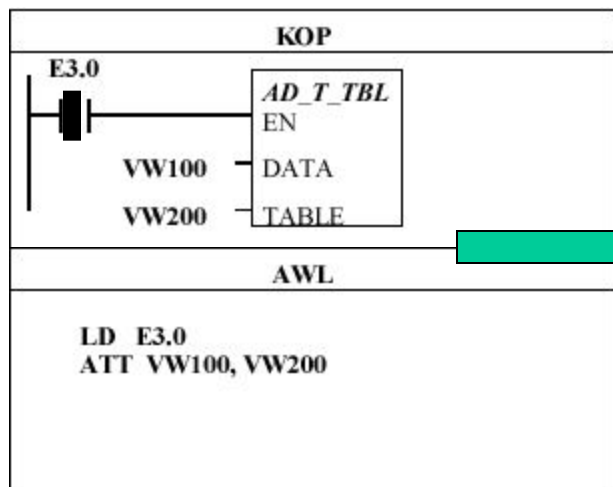 KOP
E3.0
AD_T_TBL
EN
VW100 DATA
VW200 TABLE
AWL
LD E3.0
ATT VW100, VW200